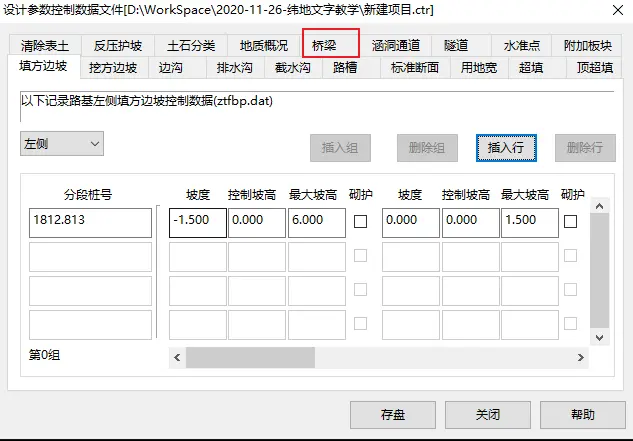 设计参数控制数据文件[D:\WorkSpace\2020-11-26-纬地文字教学\新建项目.ctr]
清除表土 反压护坡 土石分类 地质概况 桥梁 涵洞通道 隧道 水准点 附加板块
填方边坡 挖方边坡 边沟 排水沟 截水沟 路槽 标准断面 用地宽 超填 顶超填
以下记录路基左侧填方边坡控制数据(ztfbp.dat)
左侧 插入组 删除组 插入行 删除行
分段桩号 坡度 控制坡高 最大坡高 砌护 坡度 控制坡高 最大坡高 砌护
1812.813 -1.500 0.000 6.000 0.000 0.000 1.500
第0组
存盘 关闭 帮助